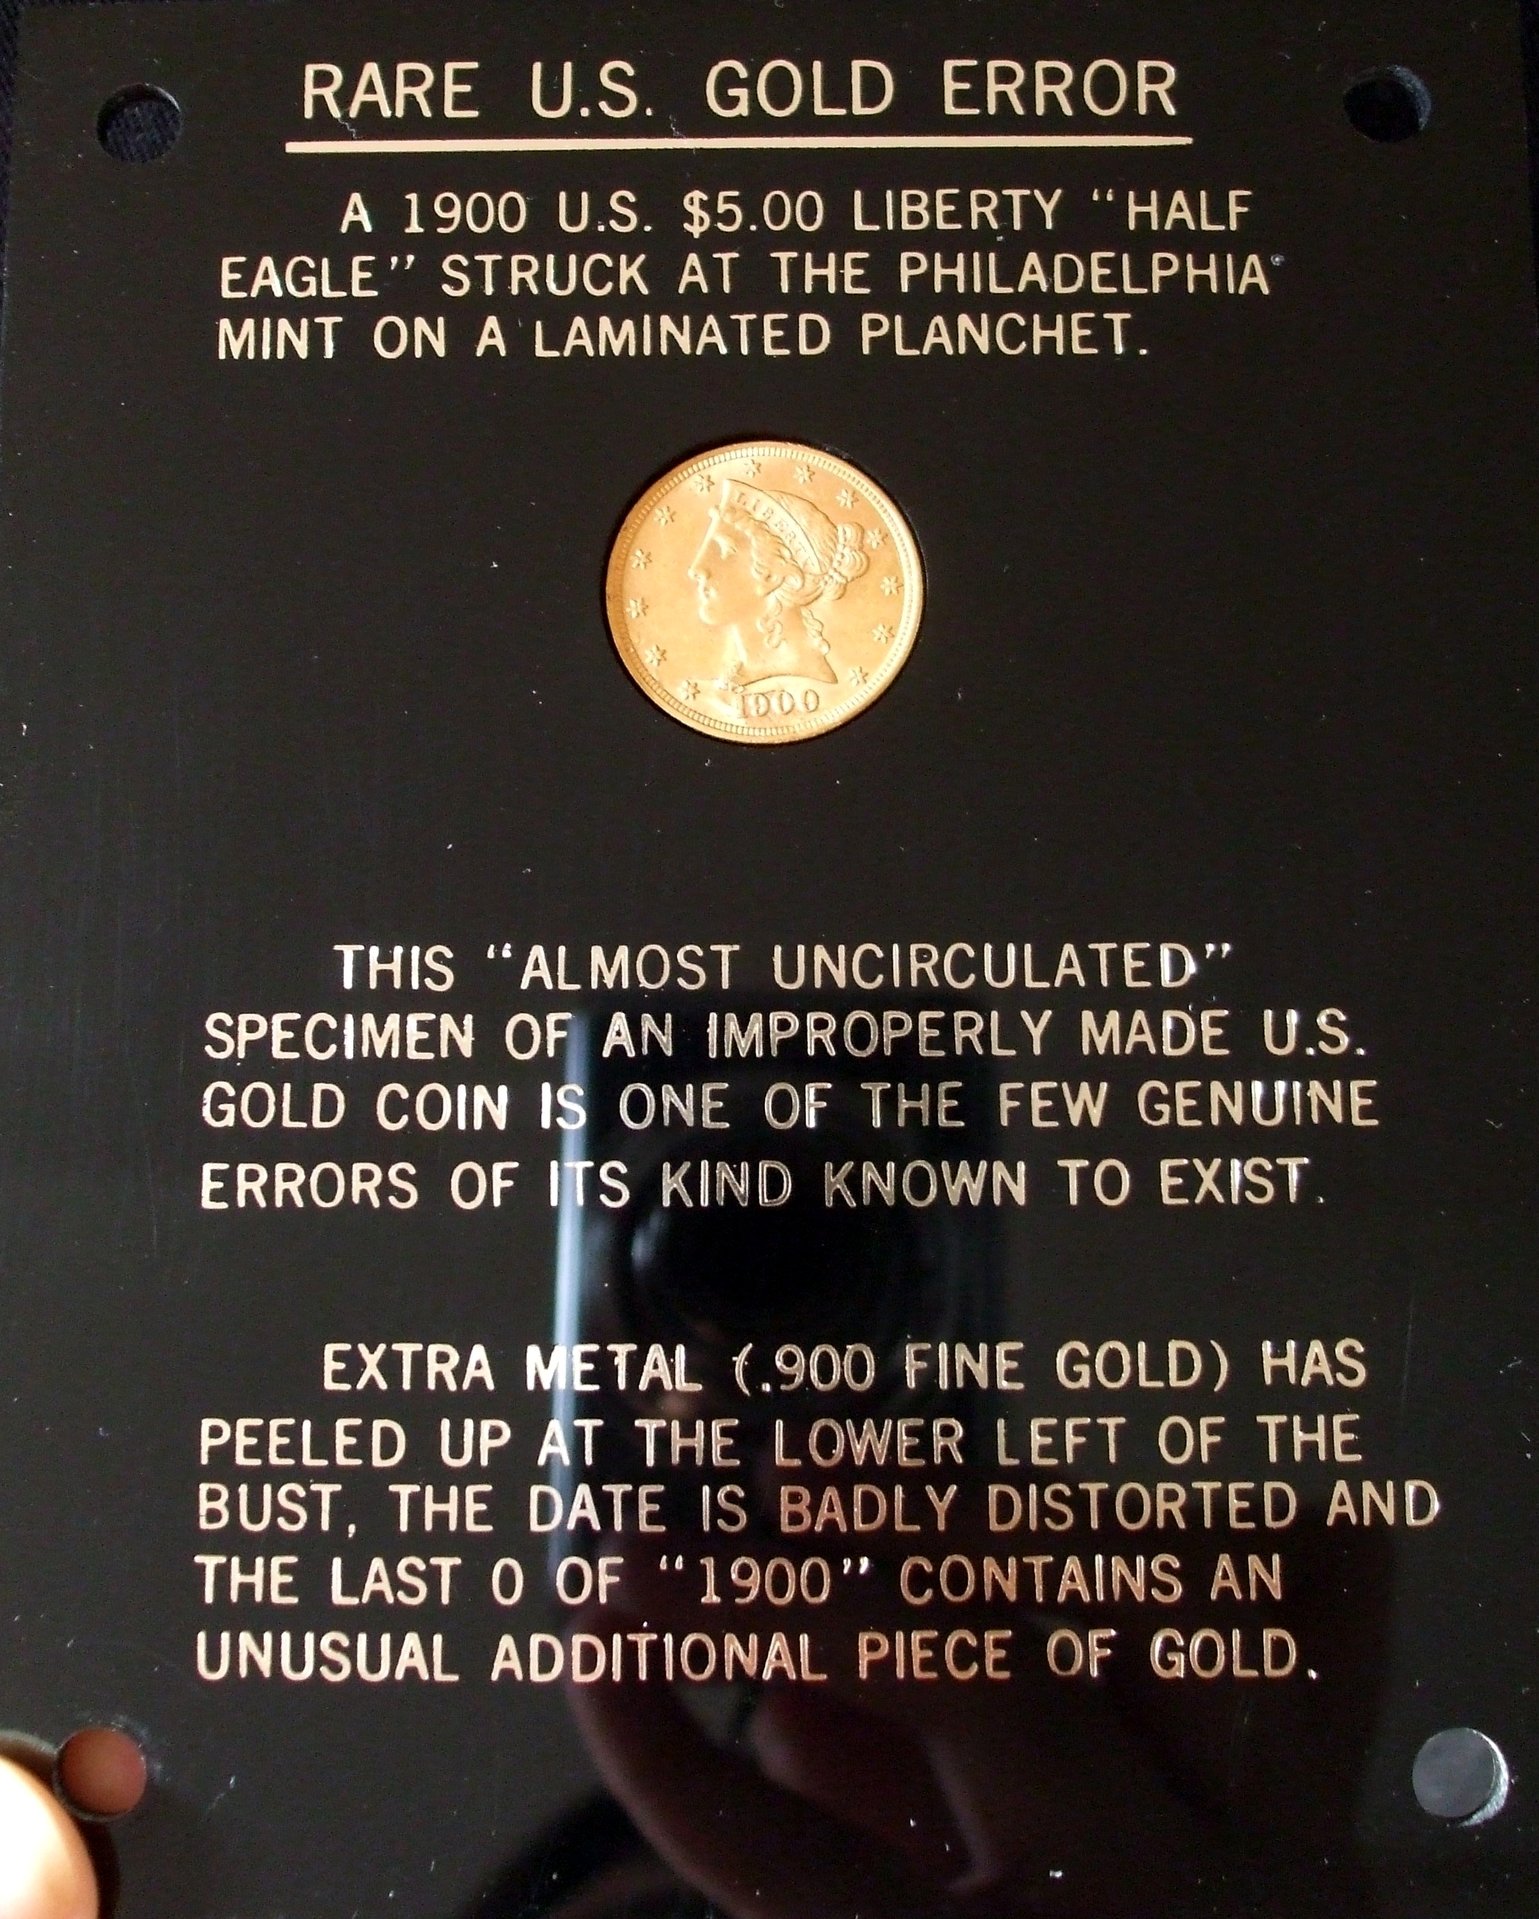 RARE U.S. GOLD ERROR
A 1900 U.S. $5.00 LIBERTY "HALF
EAGLE" STRUCK AT THE PHILADELPHIA
MINT ON A LAMINATED PLANCHET.
LIBERTY
1900
THIS "ALMOST UNCIRCULATED"
SPECIMEN OF AN IMPROPERLY MADE U.S.
GOLD COIN IS ONE OF THE FEW GENUINE
ERRORS OF ITS KIND KNOWN TO EXIST.
EXTRA METAL (.900 FINE GOLD) HAS
PEELED UP AT THE LOWER LEFT OF THE
BUST, THE DATE IS BADLY DISTORTED AND
THE LAST 0 OF "1900" CONTAINS AN
UNUSUAL ADDITIONAL PIECE OF GOLD.